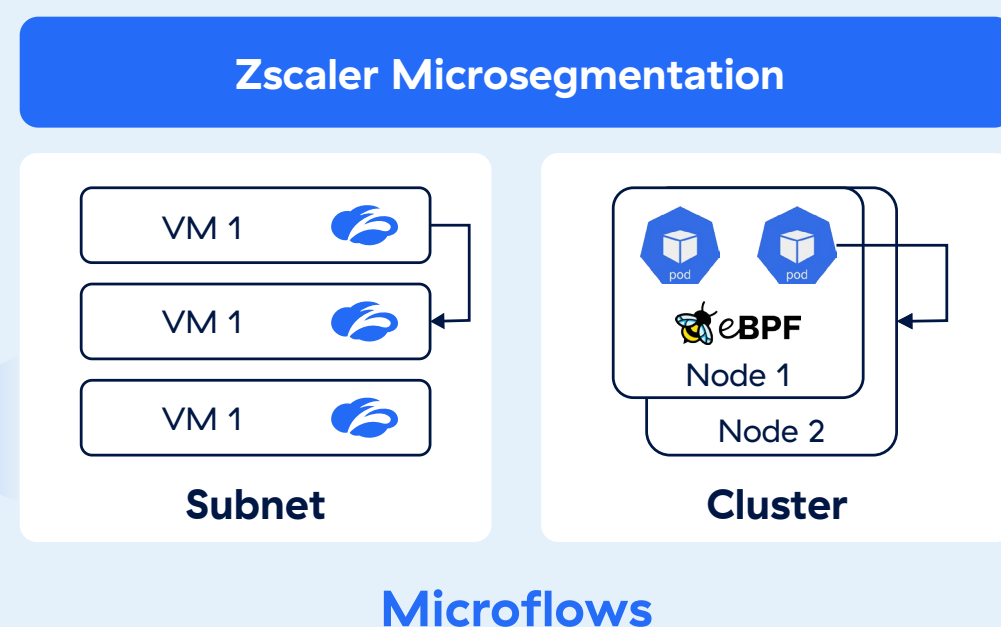 Zscaler Microsegmentation
VM 1
VM 1
VM 1
Subnet
pod pod
eBPF
Node 1
Node 2
Cluster
Microflows